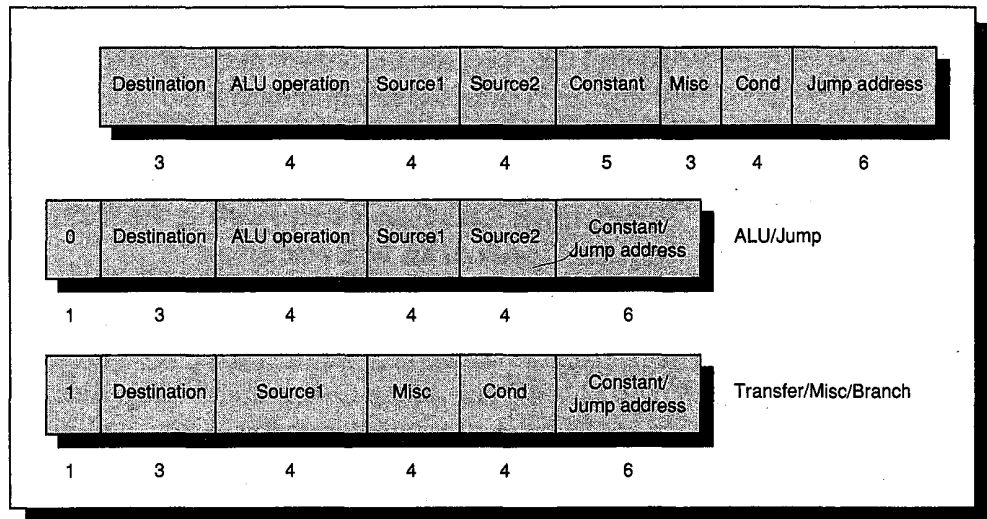 Destination ALU operation Source1 Source2 Constant Misc Cond Jump address
3 4 4 4 5 3 4 6
0 Destination ALU operation Source1 Source2 Constant/
Jump address ALU/Jump
1 3 4 4 4 6
1 Destination Source1 Misc Cond Constant/
Jump address Transfer/Misc/Branch
1 3 4 4 4 6